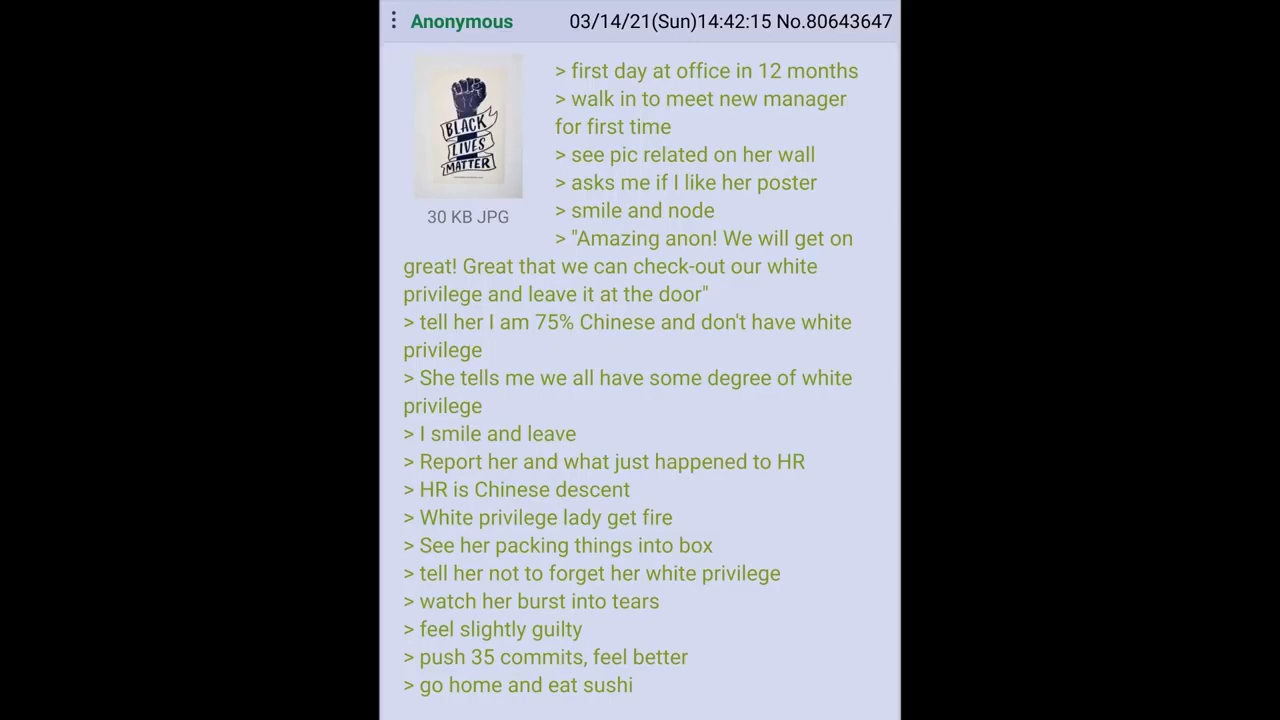 Anonymous 03/14/21(Sun)14:42:15 No.80643647
BLACK
LIVES
MATTER
30 KB JPG
> first day at office in 12 months
> walk in to meet new manager
for first time
> see pic related on her wall
> asks me if I like her poster
> smile and node
> "Amazing anon! We will get on
great! Great that we can check-out our white
privilege and leave it at the door"
> tell her I am 75% Chinese and don't have white
privilege
> She tells me we all have some degree of white
privilege
> I smile and leave
> Report her and what just happened to HR
> HR is Chinese descent
> White privilege lady get fire
> See her packing things into box
> tell her not to forget her white privilege
> watch her burst into tears
> feel slightly guilty
> push 35 commits, feel better
> go home and eat sushi